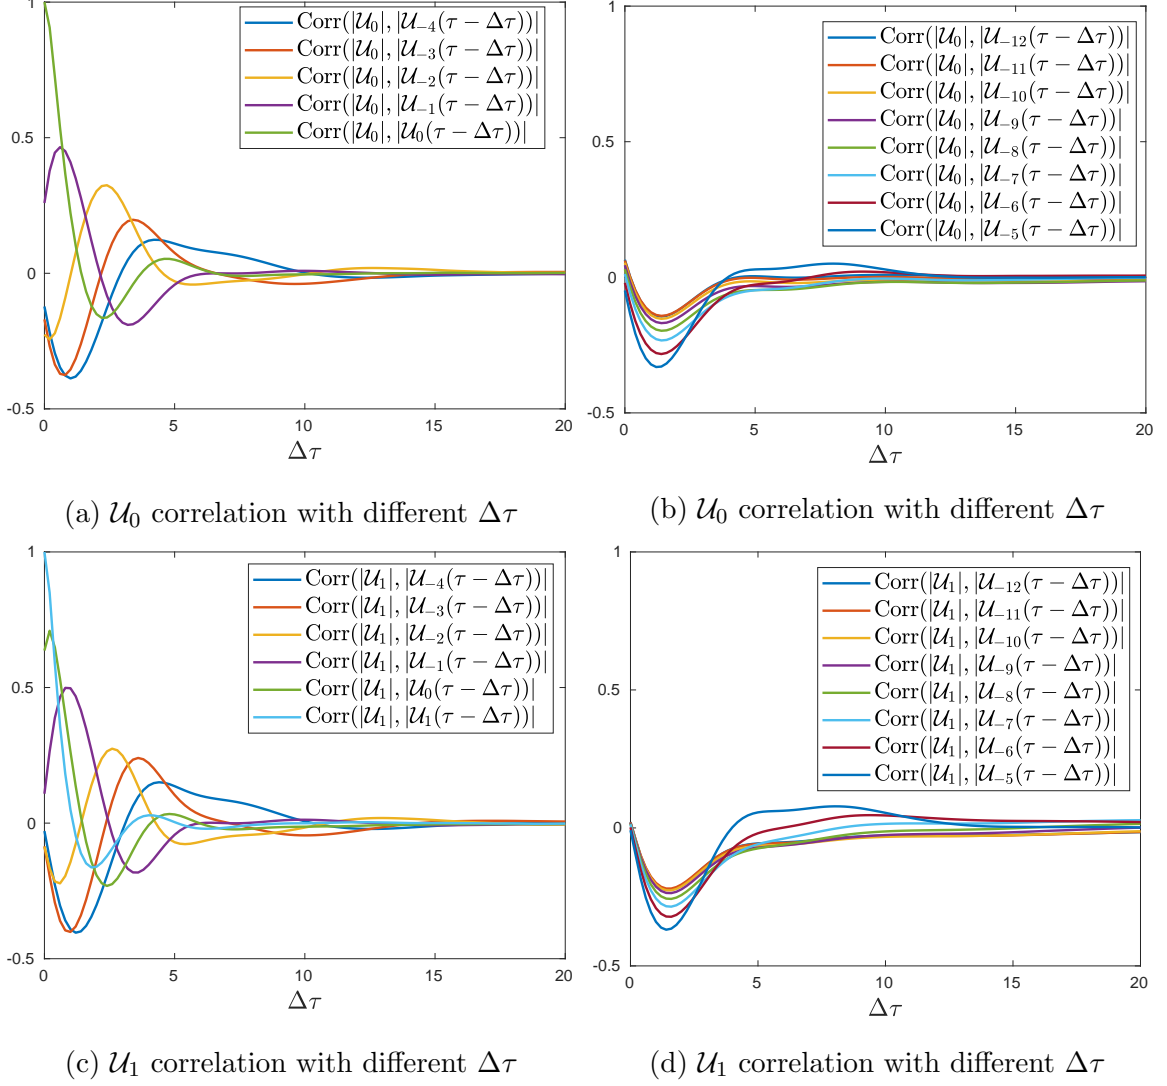 1
0.5
0
-0.5
0 5 10 15 20
Δτ
Corr(|𝒰₀|, |𝒰₋₄(τ − Δτ))|
Corr(|𝒰₀|, |𝒰₋₃(τ − Δτ))|
Corr(|𝒰₀|, |𝒰₋₂(τ − Δτ))|
Corr(|𝒰₀|, |𝒰₋₁(τ − Δτ))|
Corr(|𝒰₀|, |𝒰₀(τ − Δτ))|
(a) 𝒰₀ correlation with different Δτ
1
0.5
0
-0.5
0 5 10 15 20
Δτ
Corr(|𝒰₀|, |𝒰₋₁₂(τ − Δτ))|
Corr(|𝒰₀|, |𝒰₋₁₁(τ − Δτ))|
Corr(|𝒰₀|, |𝒰₋₁₀(τ − Δτ))|
Corr(|𝒰₀|, |𝒰₋₉(τ − Δτ))|
Corr(|𝒰₀|, |𝒰₋₈(τ − Δτ))|
Corr(|𝒰₀|, |𝒰₋₇(τ − Δτ))|
Corr(|𝒰₀|, |𝒰₋₆(τ − Δτ))|
Corr(|𝒰₀|, |𝒰₋₅(τ − Δτ))|
(b) 𝒰₀ correlation with different Δτ
1
0.5
0
-0.5
0 5 10 15 20
Δτ
Corr(|𝒰₁|, |𝒰₋₄(τ − Δτ))|
Corr(|𝒰₁|, |𝒰₋₃(τ − Δτ))|
Corr(|𝒰₁|, |𝒰₋₂(τ − Δτ))|
Corr(|𝒰₁|, |𝒰₋₁(τ − Δτ))|
Corr(|𝒰₁|, |𝒰₀(τ − Δτ))|
Corr(|𝒰₁|, |𝒰₁(τ − Δτ))|
(c) 𝒰₁ correlation with different Δτ
1
0.5
0
-0.5
0 5 10 15 20
Δτ
Corr(|𝒰₁|, |𝒰₋₁₂(τ − Δτ))|
Corr(|𝒰₁|, |𝒰₋₁₁(τ − Δτ))|
Corr(|𝒰₁|, |𝒰₋₁₀(τ − Δτ))|
Corr(|𝒰₁|, |𝒰₋₉(τ − Δτ))|
Corr(|𝒰₁|, |𝒰₋₈(τ − Δτ))|
Corr(|𝒰₁|, |𝒰₋₇(τ − Δτ))|
Corr(|𝒰₁|, |𝒰₋₆(τ − Δτ))|
Corr(|𝒰₁|, |𝒰₋₅(τ − Δτ))|
(d) 𝒰₁ correlation with different Δτ